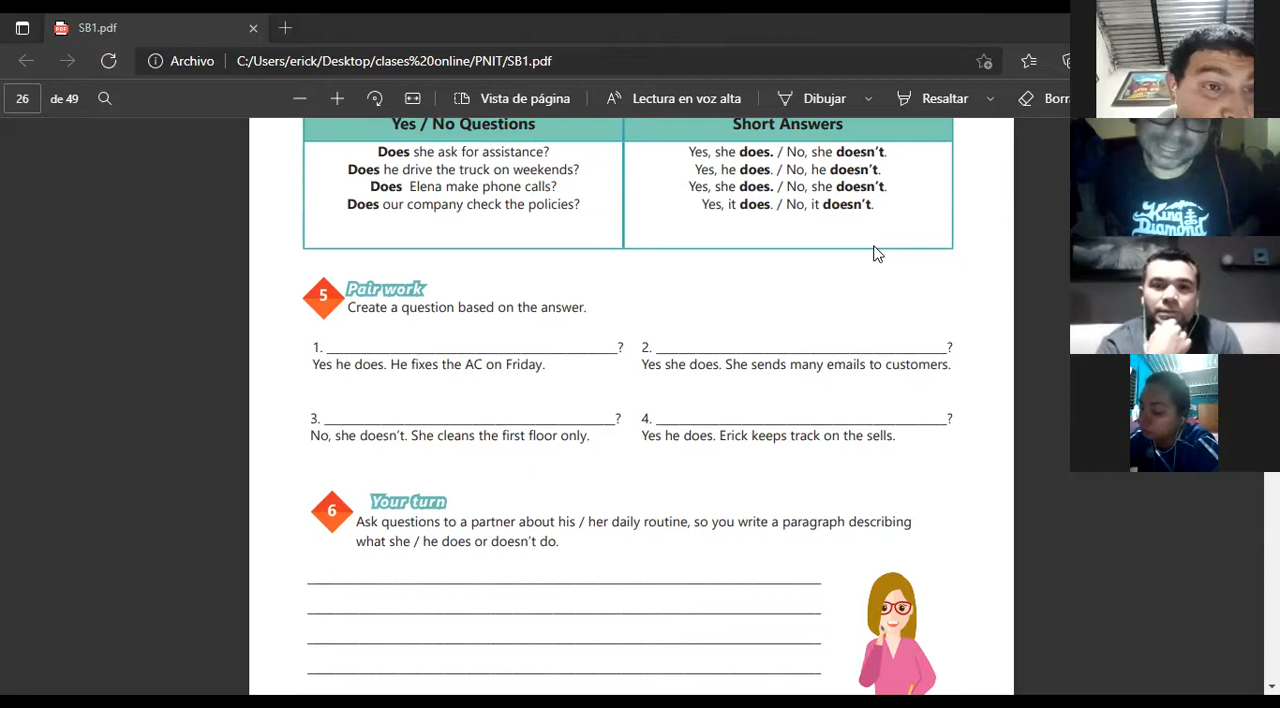 SB1.pdf
Archivo
C:/Users/erick/Desktop/clases%20online/PNIT/SB1.pdf
26
de 49
Vista de página
Lectura en voz alta
Dibujar
Resaltar
Borr
Yes / No Questions
Short Answers
Does she ask for assistance?
Yes, she does. / No, she doesn't.
Does he drive the truck on weekends?
Yes, he does. / No, he doesn't.
Does Elena make phone calls?
Yes, she does. / No, she doesn't.
Does our company check the policies?
Yes, it does. / No, it doesn't.
5
Pair work
Create a question based on the answer.
1. ______________________________________?
Yes he does. He fixes the AC on Friday.
2. ______________________________________?
Yes she does. She sends many emails to customers.
3. ______________________________________?
No, she doesn't. She cleans the first floor only.
4. ______________________________________?
Yes he does. Erick keeps track on the sells.
6
Your turn
Ask questions to a partner about his / her daily routine, so you write a paragraph describing
what she / he does or doesn't do.
King
Diamond